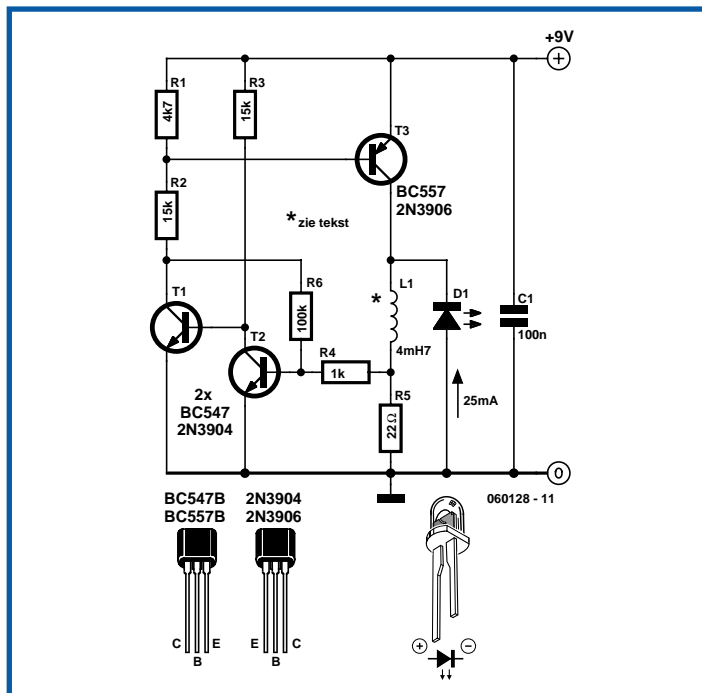 +9V
R1
R3
4k7
15k
T3
BC557
2N3906
R2
15k
* zie tekst
T1
R6
100k
L1
*
4mH7
D1
C1
100n
T2
R4
1k
2x
BC547
2N3904
R5
22Ω
25mA
0
060128 - 11
BC547B
BC557B
2N3904
2N3906
C
B
E
E
B
C